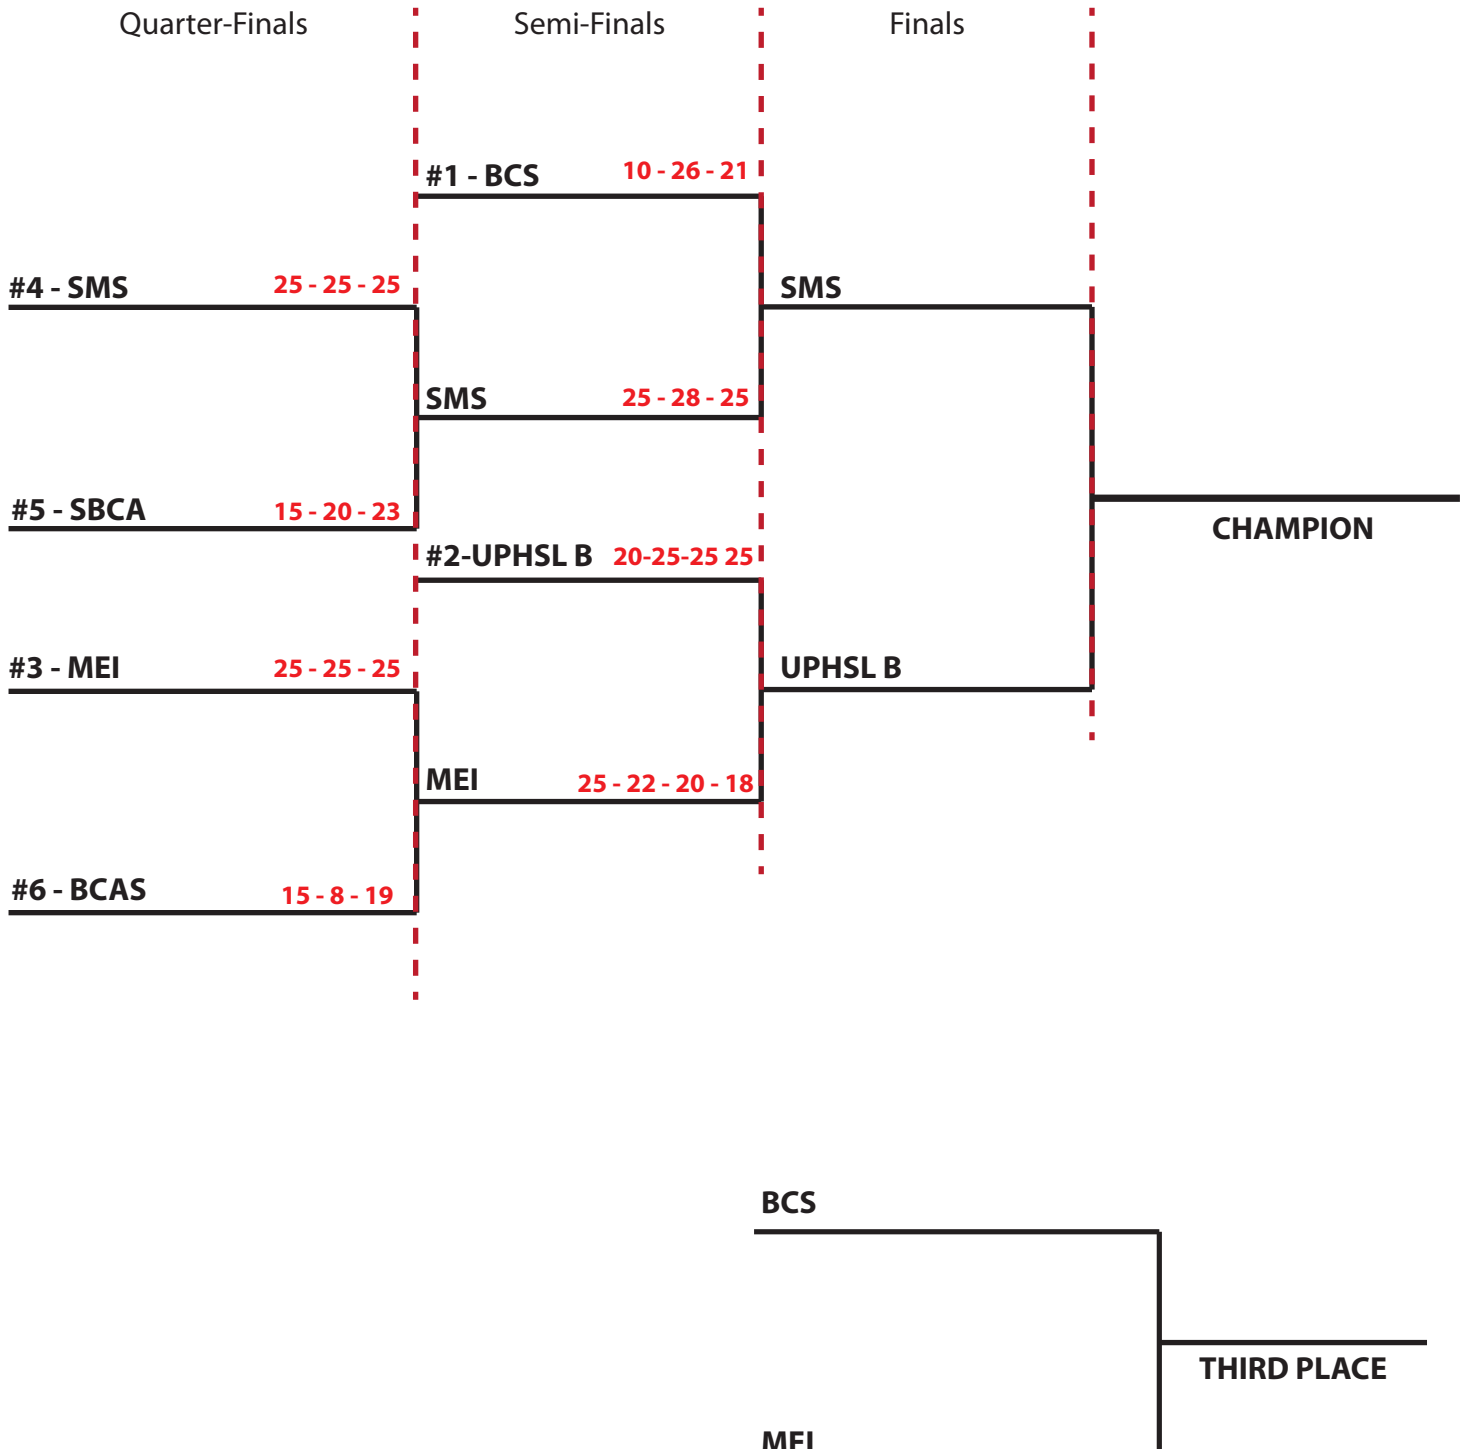 Quarter-Finals Semi-Finals Finals
#1 - BCS 10 - 26 - 21
#4 - SMS 25 - 25 - 25 SMS
SMS 25 - 28 - 25
#5 - SBCA 15 - 20 - 23
CHAMPION
#2-UPHSL B 20-25-25 25
#3 - MEI 25 - 25 - 25 UPHSL B
MEI 25 - 22 - 20 - 18
#6 - BCAS 15 - 8 - 19
BCS
THIRD PLACE
MEI